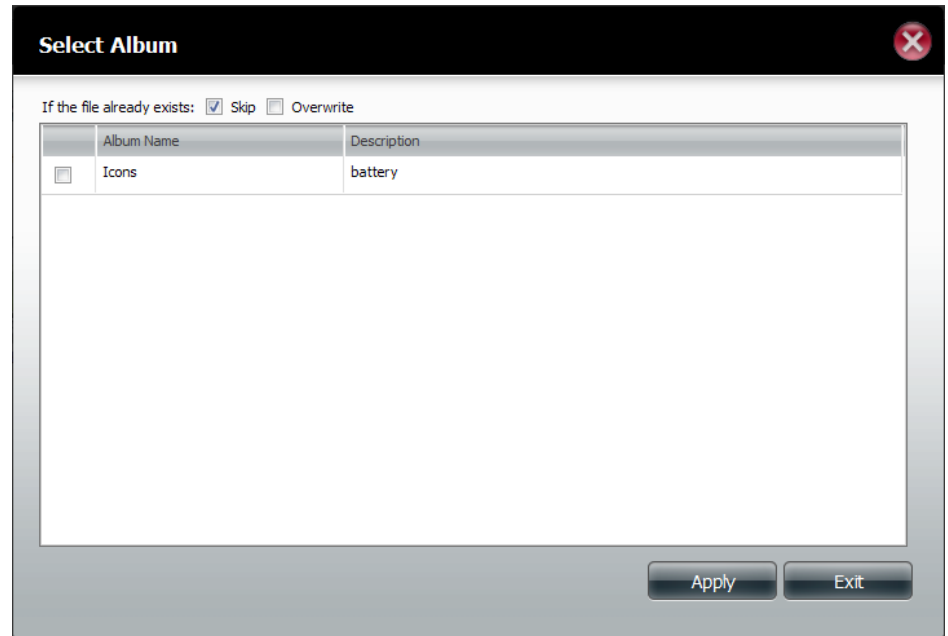 Select Album
If the file already exists: Skip Overwrite
Album Name Description
Icons battery
Apply Exit